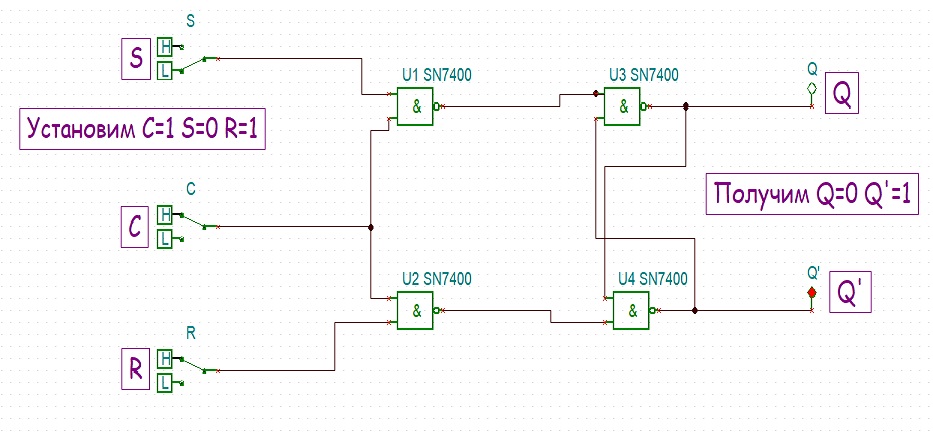 S
S
H
L
U1 SN7400
&
U3 SN7400
&
Q
Q
Установим C=1 S=0 R=1
C
C
H
L
Получим Q=0 Q'=1
U2 SN7400
&
U4 SN7400
&
Q'
Q'
R
R
H
L